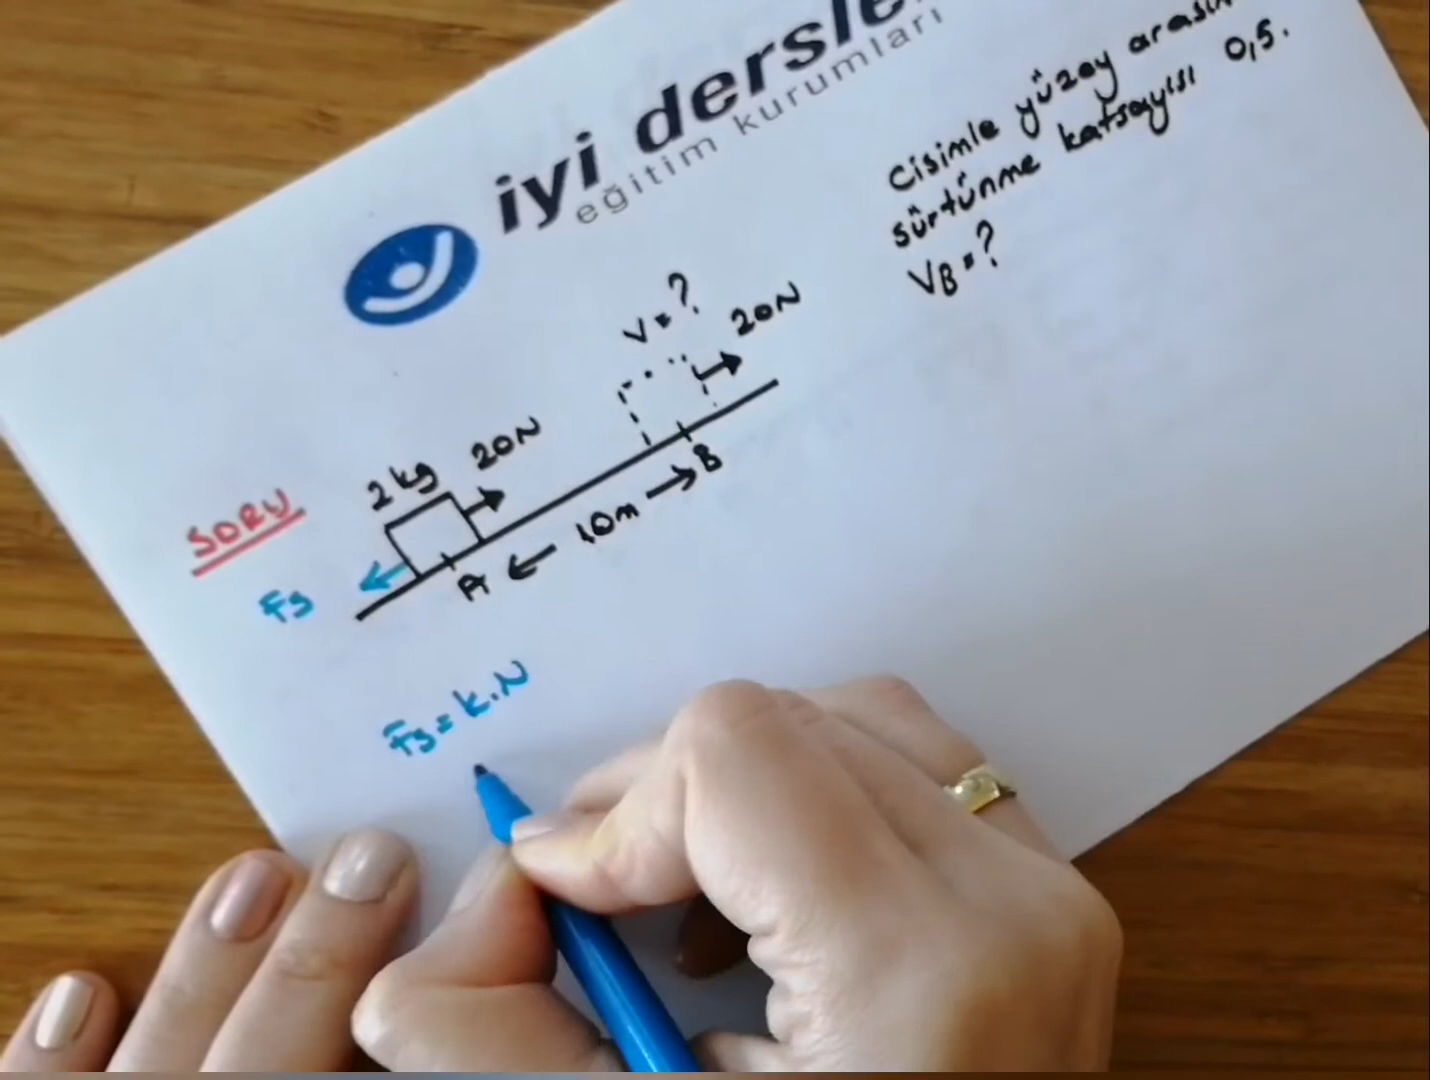 iyi dersle
eğitim kurumları
Cisimle yüzey arasın
sürtünme katsayısı 0,5.
VB=?
V=?
20N
SORU
2kg
20N
Fs
A ← 10m → B
Fs=k.N